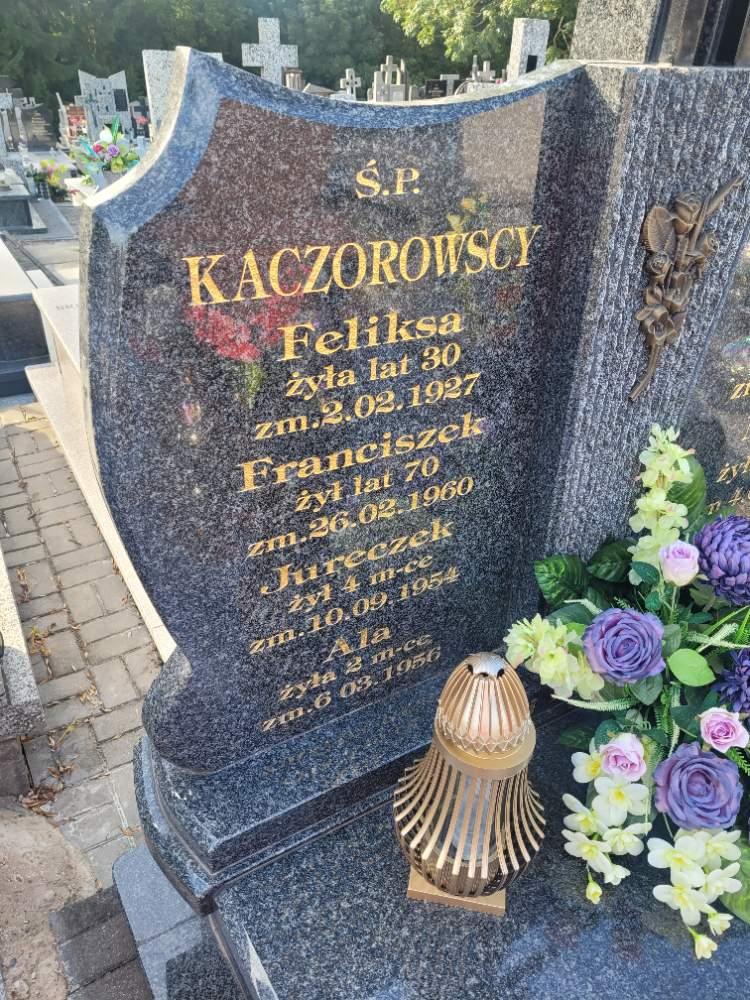 Ś.P.
KACZOROWSCY
Feliksa
żyła lat 30
zm.2.02.1927
Franciszek
żył lat 70
zm.26.02.1960
Jureczek
żył 4 m-ce
zm.10.09.1954
Ala
żyła 2 m-ce
zm.6 03.1956